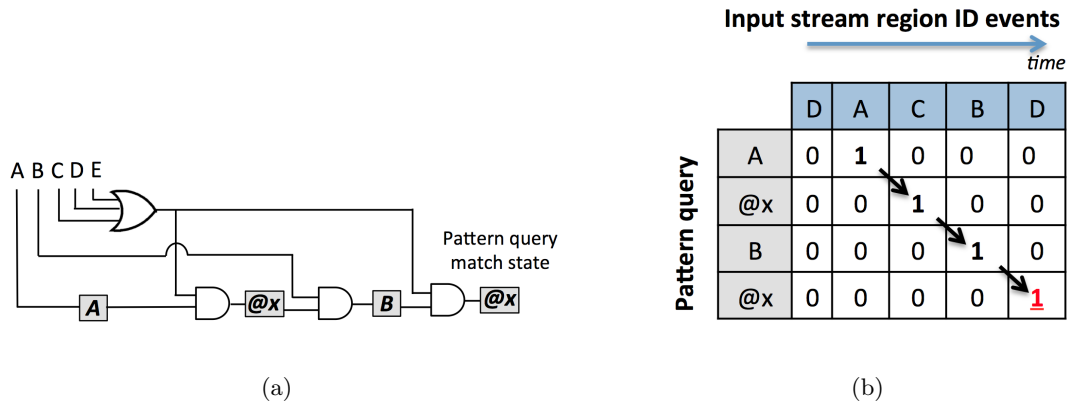 A B C D E
A
@x
B
@x
Pattern query
match state
(a)
Input stream region ID events
time
Pattern query
D A C B D
A 0 1 0 0 0
@x 0 0 1 0 0
B 0 0 0 1 0
@x 0 0 0 0 1
(b)